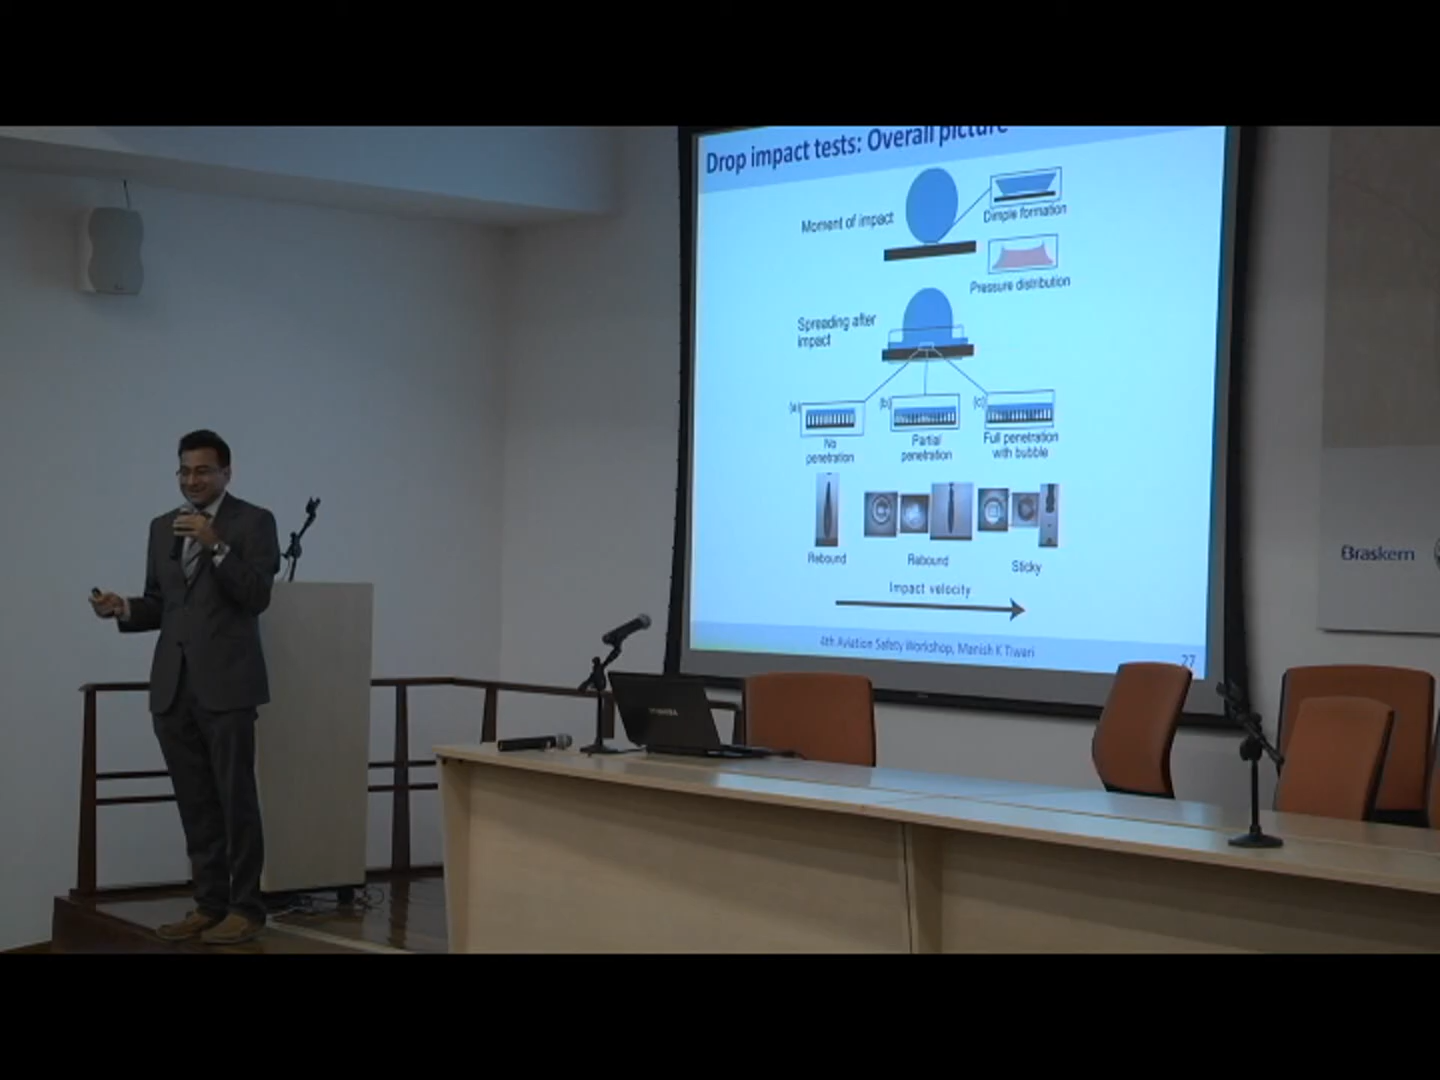 Drop impact tests: Overall picture
Moment of impact
Dimple formation
Pressure distribution
Spreading after
impact
(a)
(b)
(c)
No
penetration
Partial
penetration
Full penetration
with bubble
Rebound
Rebound
Sticky
Impact velocity
4th Aviation Safety Workshop, Manish K Tiwari
27
Braskem
TOSHIBA